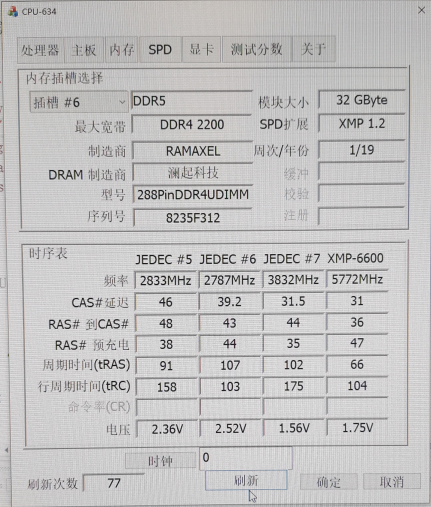 CPU-634
处理器 主板 内存 SPD 显卡 测试分数 关于
内存插槽选择
插槽 #6 DDR5 模块大小 32 GByte
最大宽带 DDR4 2200 SPD扩展 XMP 1.2
制造商 RAMAXEL 周次/年份 1/19
DRAM 制造商 澜起科技 缓冲
型号 288PinDDR4UDIMM 校验
序列号 8235F312 注册
时序表
JEDEC #5 JEDEC #6 JEDEC #7 XMP-6600
频率 2833MHz 2787MHz 3832MHz 5772MHz
CAS#延迟 46 39.2 31.5 31
RAS# 到CAS# 48 43 44 36
RAS# 预充电 38 44 35 47
周期时间(tRAS) 91 107 102 66
行周期时间(tRC) 158 103 175 104
命令率(CR)
电压 2.36V 2.52V 1.56V 1.75V
时钟 0
刷新次数 77 刷新 确定 取消